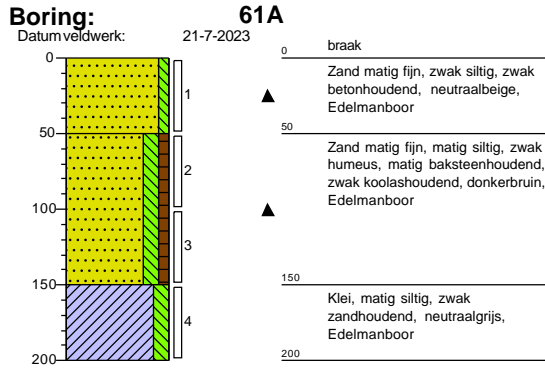 Boring: 61A
Datum veldwerk: 21-7-2023
0
50
100
150
200
1
2
3
4
0 braak
Zand matig fijn, zwak siltig, zwak
betonhoudend, neutraalbeige,
Edelmanboor
50
Zand matig fijn, matig siltig, zwak
humeus, matig baksteenhoudend,
zwak koolashoudend, donkerbruin,
Edelmanboor
150
Klei, matig siltig, zwak
zandhoudend, neutraalgrijs,
Edelmanboor
200